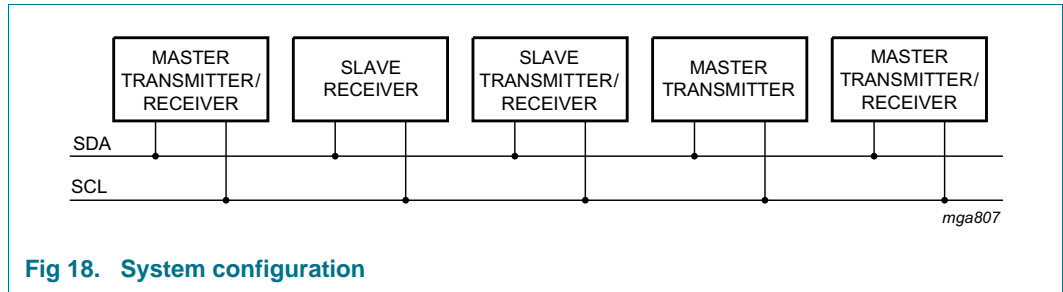 MASTER
TRANSMITTER/
RECEIVER
SLAVE
RECEIVER
SLAVE
TRANSMITTER/
RECEIVER
MASTER
TRANSMITTER
MASTER
TRANSMITTER/
RECEIVER
SDA
SCL
mga807
Fig 18. System configuration